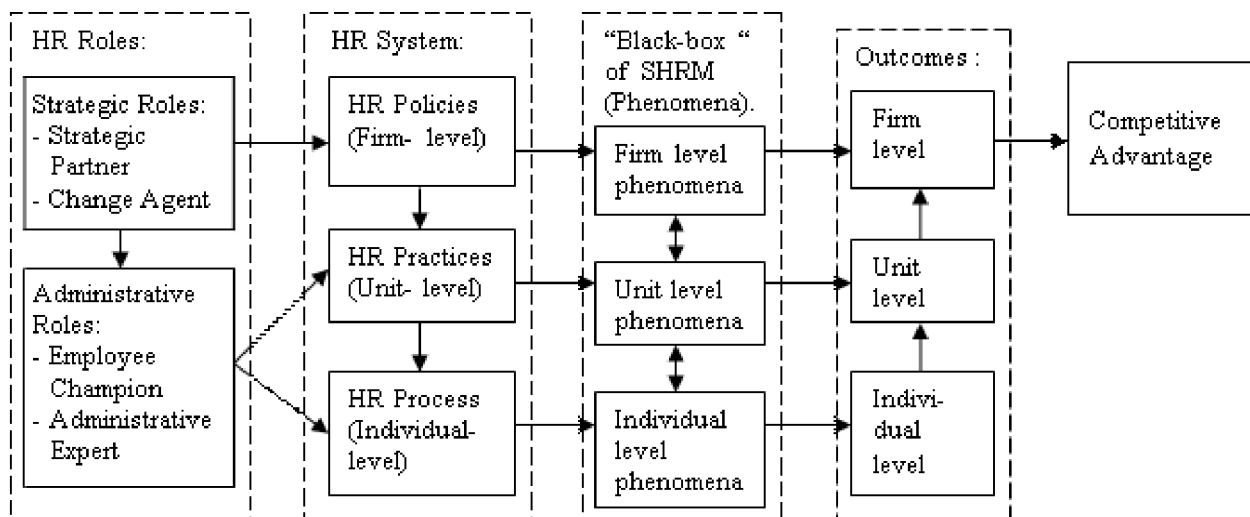 HR Roles:
Strategic Roles:
- Strategic
Partner
- Change Agent
Administrative
Roles:
- Employee
Champion
- Administrative
Expert
HR System:
HR Policies
(Firm- level)
HR Practices
(Unit- level)
HR Process
(Individual-
level)
“Black-box “
of SHRM
(Phenomena).
Firm level
phenomena
Unit level
phenomena
Individual
level
phenomena
Outcomes :
Firm
level
Unit
level
Indivi-
dual level
Competitive
Advantage